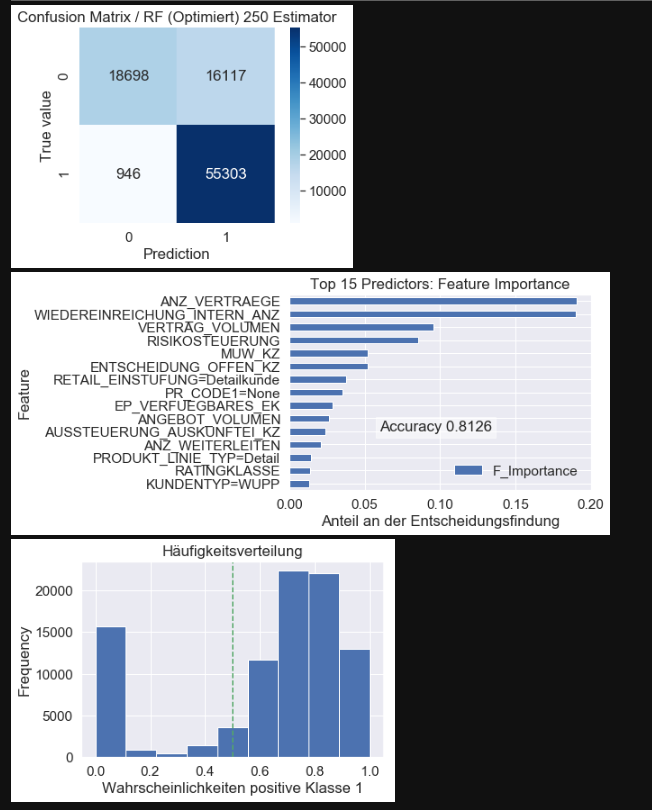 Confusion Matrix / RF (Optimiert) 250 Estimator
True value
0
1
18698
16117
946
55303
0
1
Prediction
50000
40000
30000
20000
10000
Top 15 Predictors: Feature Importance
Feature
ANZ_VERTRAEGE
WIEDEREINREICHUNG_INTERN_ANZ
VERTRAG_VOLUMEN
RISIKOSTEUERUNG
MUW_KZ
ENTSCHEIDUNG_OFFEN_KZ
RETAIL_EINSTUFUNG=Detailkunde
PR_CODE1=None
EP_VERFUEGBARES_EK
ANGEBOT_VOLUMEN
AUSSTEUERUNG_AUSKUNFTEI_KZ
ANZ_WEITERLEITEN
PRODUKT_LINIE_TYP=Detail
RATINGKLASSE
KUNDENTYP=WUPP
Accuracy 0.8126
F_Importance
0.00
0.05
0.10
0.15
0.20
Anteil an der Entscheidungsfindung
Häufigkeitsverteilung
Frequency
20000
15000
10000
5000
0
0.0
0.2
0.4
0.6
0.8
1.0
Wahrscheinlichkeiten positive Klasse 1